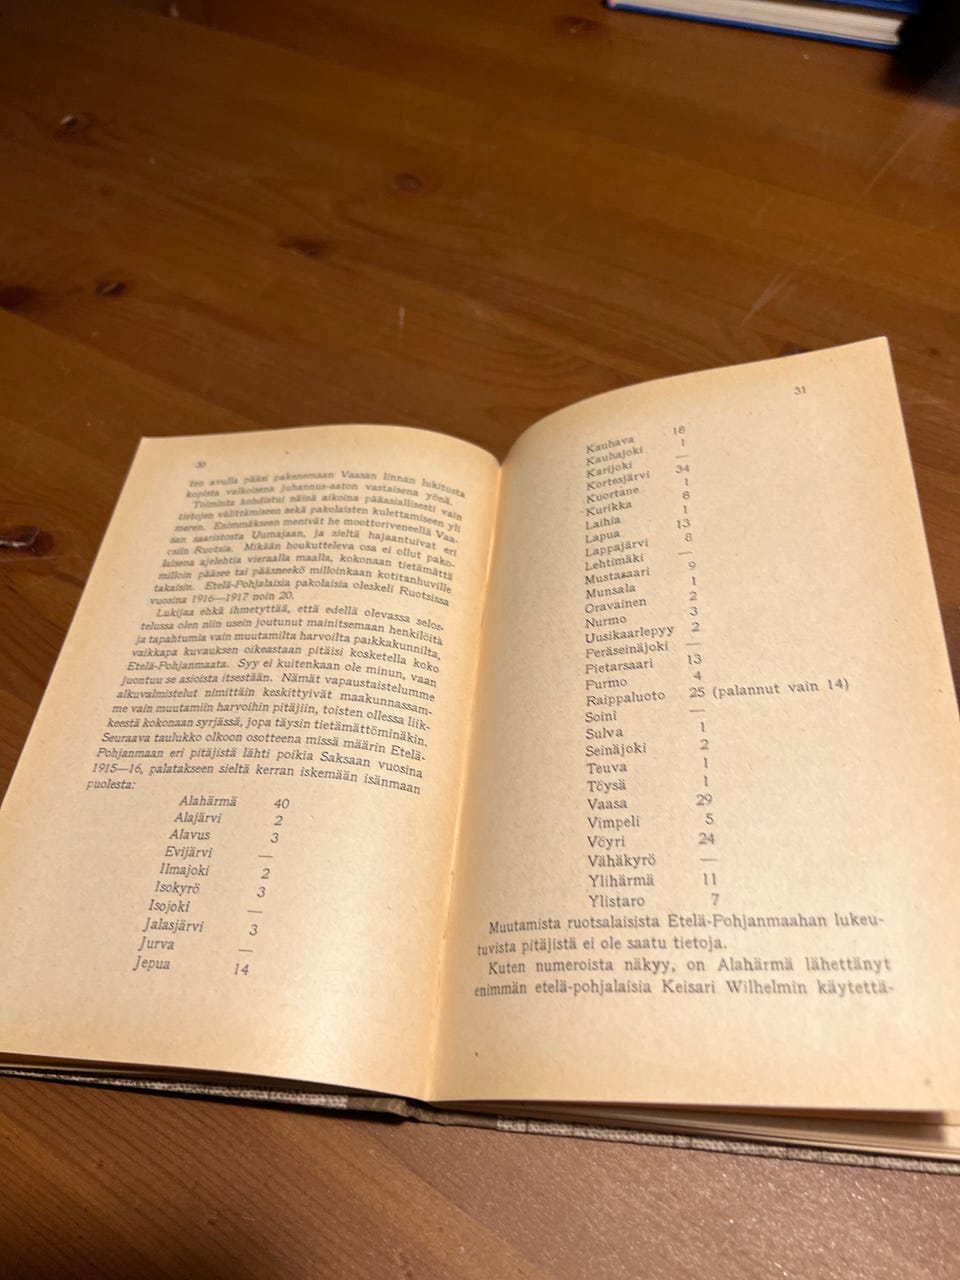 30
ten avulla pääsi pakenemaan Vaasan linnan lukitusta
kopista valkoisena juhannus-aaton vastaisena yönä.
Toiminta kohdistui näinä aikoina pääasiallisesti vain
tietojen välittämiseen sekä pakolaisten kulettamiseen yli
meren. Enimmäkseen menivät he moottoriveneellä Vaa-
san saaristosta Uumajaan, ja sieltä hajaantuivat eri
osiin Ruotsia. Mikään houkutteleva osa ei ollut pako-
laisena ajelehtia vieraalla maalla, kokonaan tietämättä
milloin pääsee tai pääsneekö milloinkaan kotitanhuville
takaisin. Etelä-Pohjalaisia pakolaisia oleskeli Ruotsissa
vuosina 1916—1917 noin 20.
Lukijaa ehkä ihmetyttää, että edellä olevassa selos-
telussa olen niin usein joutunut mainitsemaan henkilöitä
ja tapahtumia vain muutamilta harvoilta paikkakunnilta,
vaikkapa kuvauksen oikeastaan pitäisi kosketella koko
Etelä-Pohjanmaata. Syy ei kuitenkaan ole minun, vaan
juontuu se asioista itsestään. Nämät vapaustaistelumme
alkuvalmistelut nimittäin keskittyivät maakunnassam-
me vain muutamiin harvoihin pitäjiin, toisten ollessa liik-
keestä kokonaan syrjässä, jopa täysin tietämättöminäkin.
Seuraava taulukko olkoon osotteena missä määrin Etelä-
Pohjanmaan eri pitäjistä lähti poikia Saksaan vuosina
1915—16, palatakseen sieltä kerran iskemään isänmaan
puolesta:
Alahärmä 40
Alajärvi 2
Alavus 3
Evijärvi —
Ilmajoki 2
Isokyrö 3
Isojoki —
Jalasjärvi 3
Jurva —
Jepua 14
31
Kauhava 18
Kauhajoki 1
Karijoki —
Kortesjärvi 34
Kuortane 1
Kurikka 8
Laihia 1
Lapua 13
Lappajärvi 8
Lehtimäki —
Mustasaari 9
Munsala 1
Oravainen 2
Nurmo 3
Uusikaarlepyy 2
Peräseinäjoki —
Pietarsaari 13
Purmo 4
Raippaluoto 25 (palannut vain 14)
Soini —
Sulva 1
Seinäjoki 2
Teuva 1
Töysä 1
Vaasa 29
Vimpeli 5
Vöyri 24
Vähäkyrö —
Ylihärmä 11
Ylistaro 7
Muutamista ruotsalaisista Etelä-Pohjanmaahan lukeu-
tuvista pitäjistä ei ole saatu tietoja.
Kuten numeroista näkyy, on Alahärmä lähettänyt
enimmän etelä-pohjalaisia Keisari Wilhelmin käytettä-